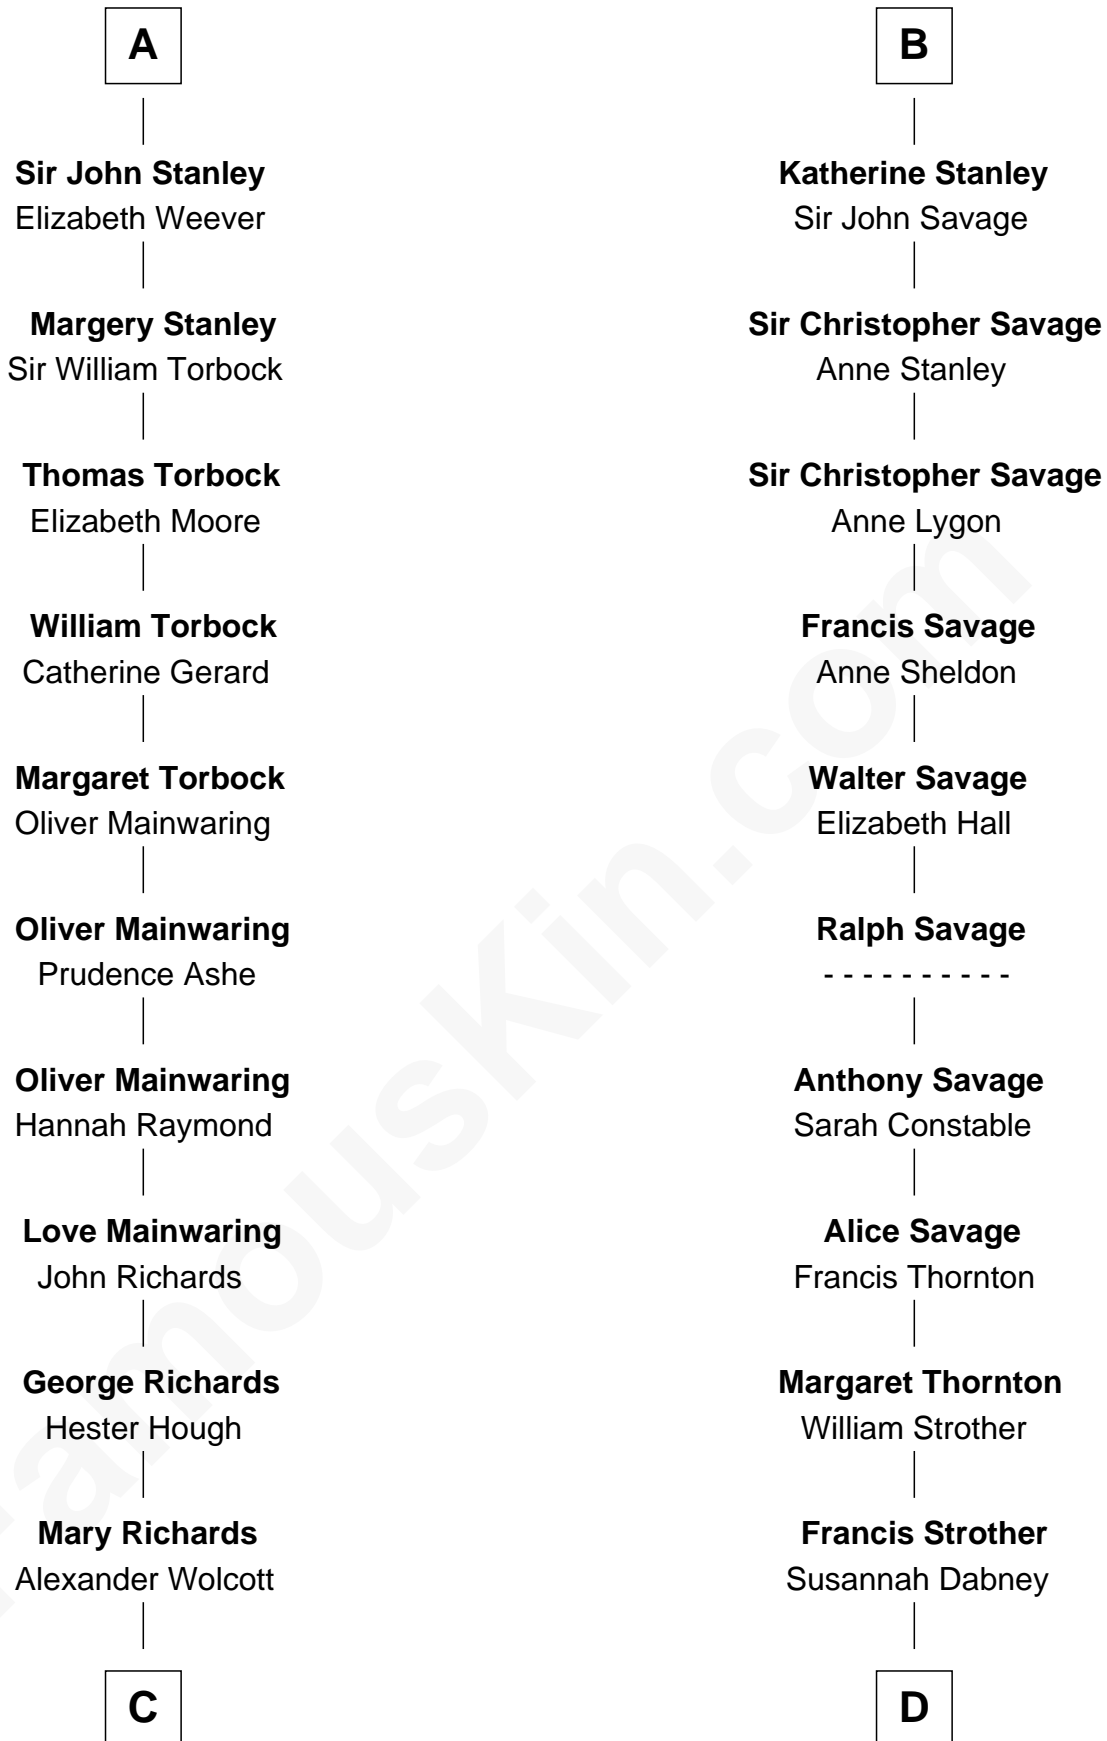 A
Sir John Stanley
Elizabeth Weever
Margery Stanley
Sir William Torbock
Thomas Torbock
Elizabeth Moore
William Torbock
Catherine Gerard
Margaret Torbock
Oliver Mainwaring
Oliver Mainwaring
Prudence Ashe
Oliver Mainwaring
Hannah Raymond
Love Mainwaring
John Richards
George Richards
Hester Hough
Mary Richards
Alexander Wolcott
C
B
Katherine Stanley
Sir John Savage
Sir Christopher Savage
Anne Stanley
Sir Christopher Savage
Anne Lygon
Francis Savage
Anne Sheldon
Walter Savage
Elizabeth Hall
Ralph Savage
- - - - - - - - - -
Anthony Savage
Sarah Constable
Alice Savage
Francis Thornton
Margaret Thornton
William Strother
Francis Strother
Susannah Dabney
D
FamousKin.com